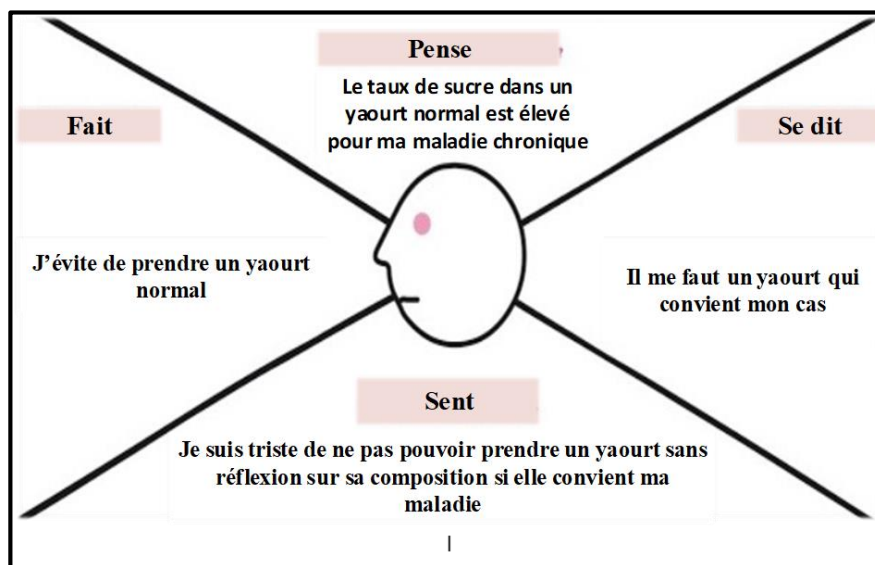 Pense
Le taux de sucre dans un
yaourt normal est élevé
pour ma maladie chronique
Fait
Se dit
J'évite de prendre un yaourt
normal
Il me faut un yaourt qui
convient mon cas
Sent
Je suis triste de ne pas pouvoir prendre un yaourt sans
réflexion sur sa composition si elle convient ma
maladie